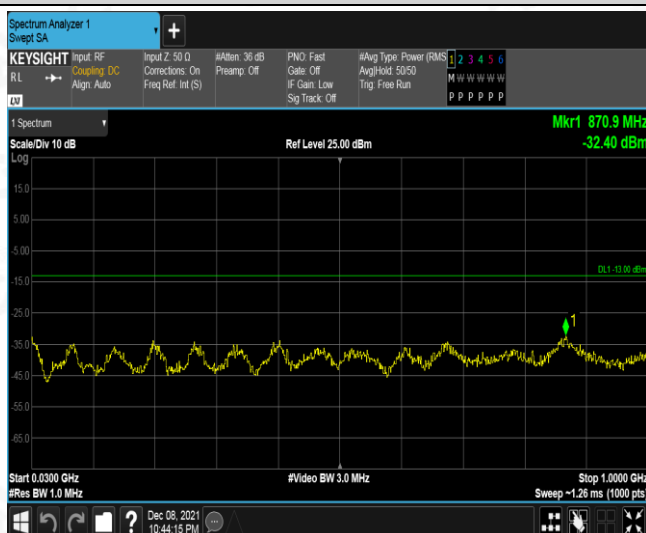 Spectrum Analyzer 1
Swept SA
+
KEYSIGHT Input: RF Input Z: 50 Ω #Atten: 36 dB PNO: Fast #Avg Type: Power (RMS 1 2 3 4 5 6
RL Coupling: DC Corrections: On Preamp: Off Gate: Off Avg|Hold: 50/50 M W W W W W
Align: Auto Freq Ref: Int (S) IF Gain: Low Trig: Free Run
LXI Sig Track: Off P P P P P P
1 Spectrum Mkr1 870.9 MHz
Scale/Div 10 dB Ref Level 25.00 dBm -32.40 dBm
Log
15.0
5.00
-5.00
DL1 -13.00 dBm
-15.0
-25.0
1
-35.0
-45.0
-55.0
-65.0
Start 0.0300 GHz #Video BW 3.0 MHz Stop 1.0000 GHz
#Res BW 1.0 MHz Sweep ~1.26 ms (1000 pts)
? Dec 08, 2021
10:44:15 PM